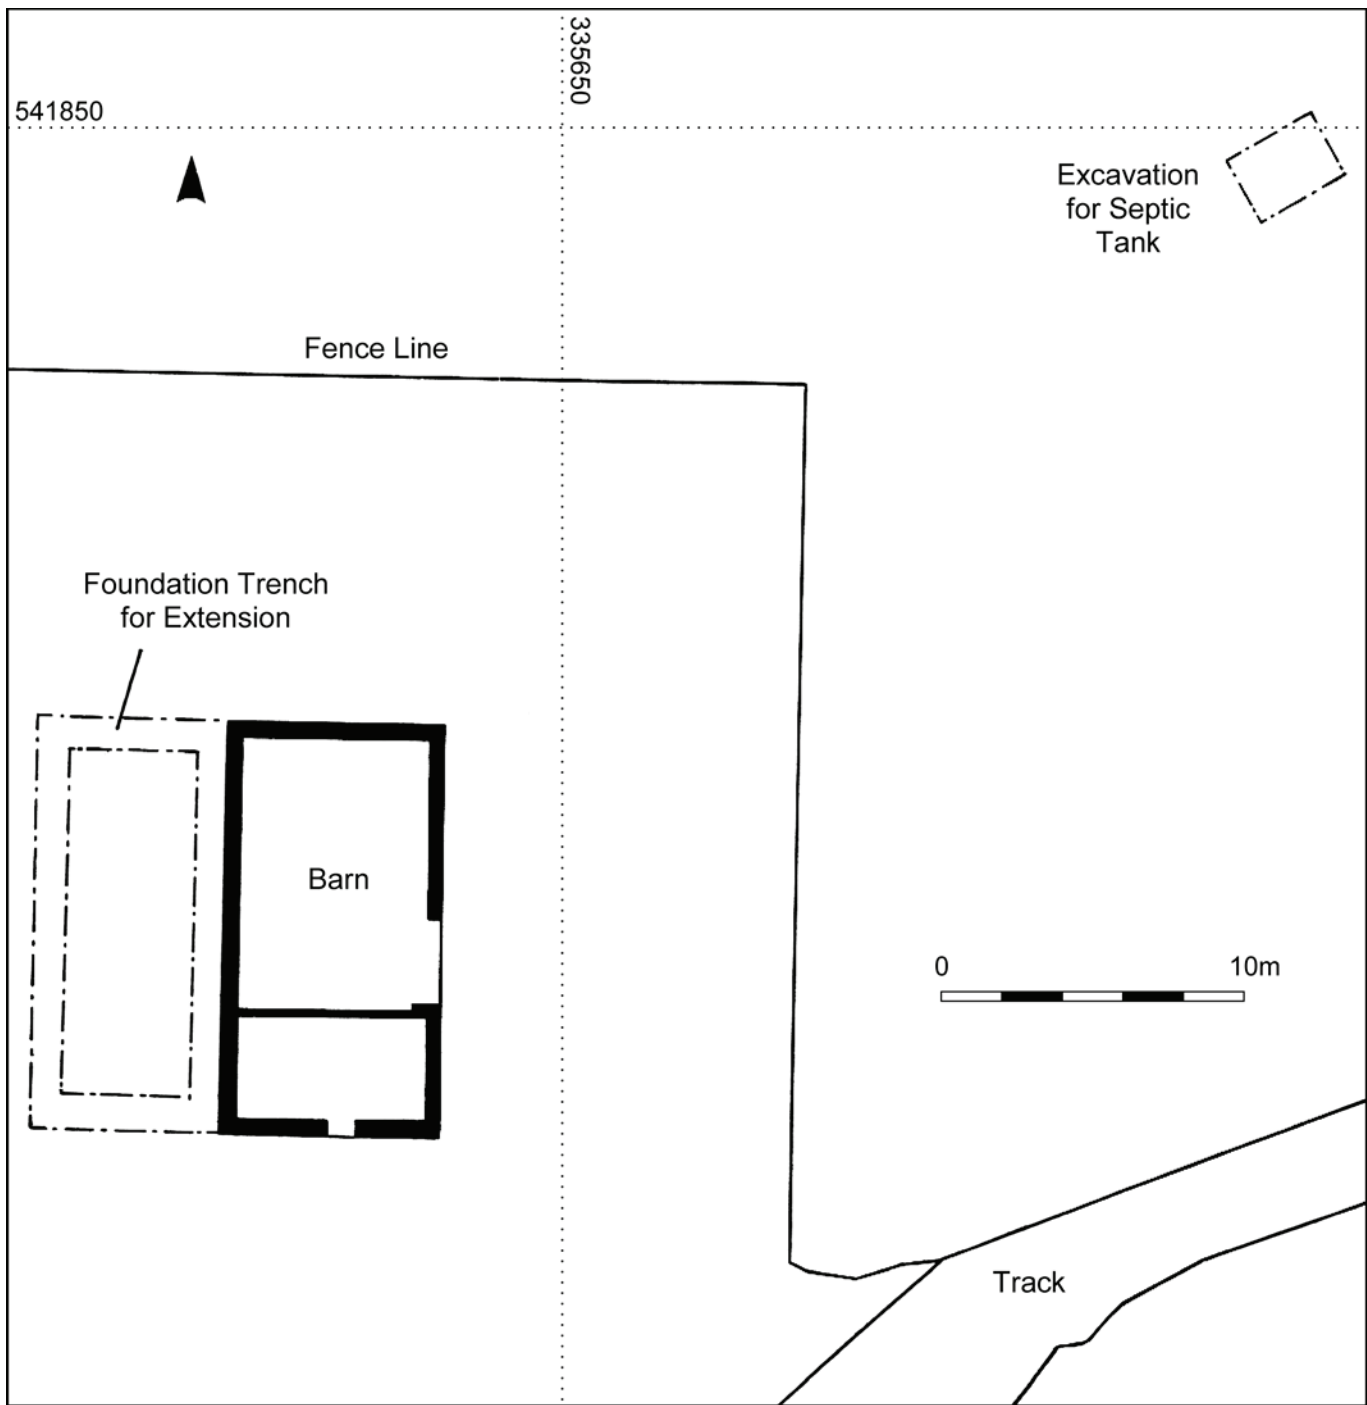 335650
541850
Excavation
for Septic
Tank
Fence Line
Foundation Trench
for Extension
Barn
0 10m
Track